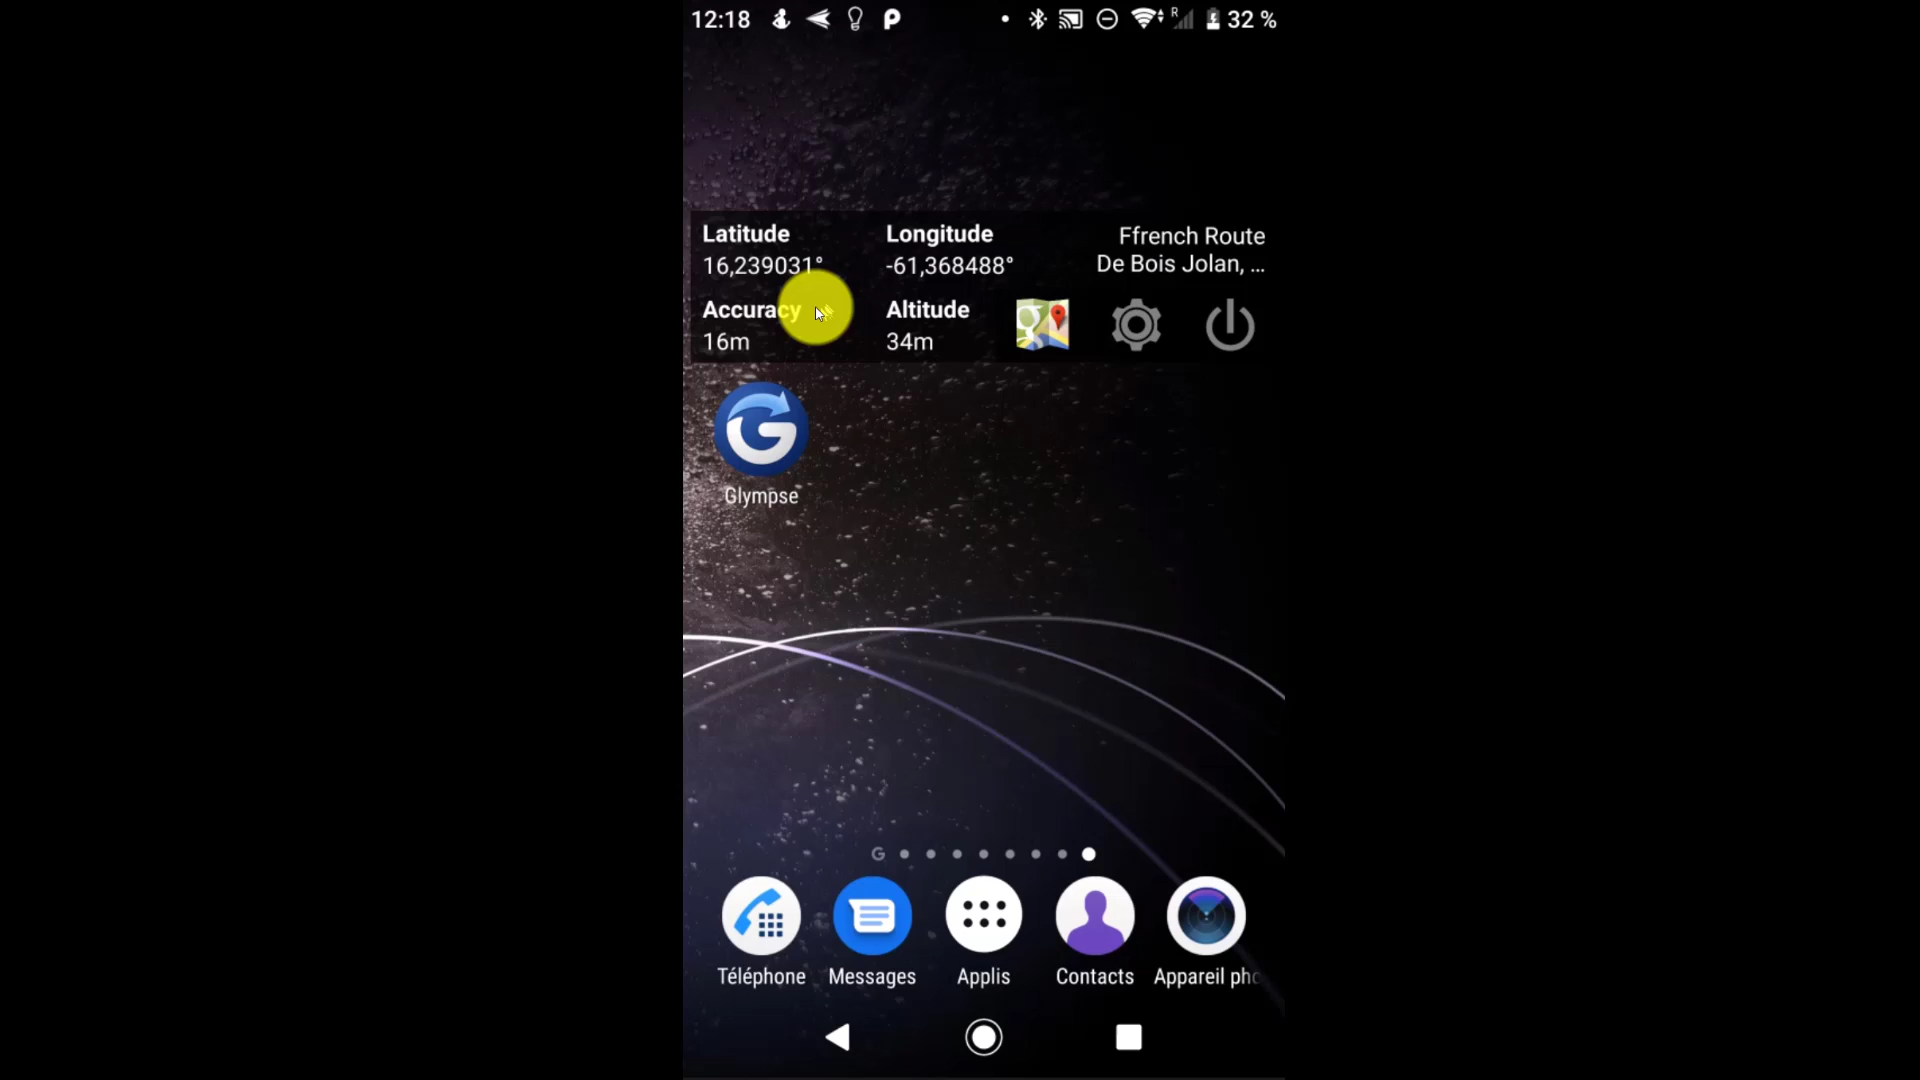 12:18
R
32 %
Latitude
Longitude
Ffrench Route
16,239031°
-61,368488°
De Bois Jolan, ...
Accuracy
Altitude
16m
34m
Glympse
G
Téléphone
Messages
Applis
Contacts
Appareil pho